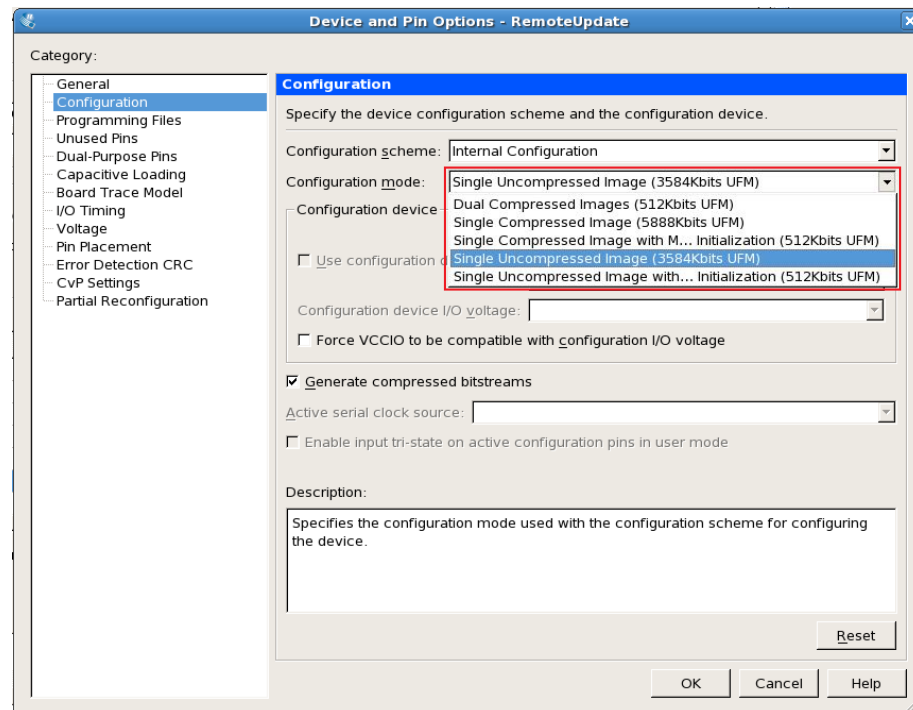 Device and Pin Options - RemoteUpdate
Category:
General
Configuration
Programming Files
Unused Pins
Dual-Purpose Pins
Capacitive Loading
Board Trace Model
I/O Timing
Voltage
Pin Placement
Error Detection CRC
CvP Settings
Partial Reconfiguration
Configuration
Specify the device configuration scheme and the configuration device.
Configuration scheme: Internal Configuration
Configuration mode: Single Uncompressed Image (3584Kbits UFM)
Dual Compressed Images (512Kbits UFM)
Single Compressed Image (5888Kbits UFM)
Single Compressed Image with M... Initialization (512Kbits UFM)
Single Uncompressed Image (3584Kbits UFM)
Single Uncompressed Image with... Initialization (512Kbits UFM)
Configuration device
Use configuration d
Configuration device I/O voltage:
Force VCCIO to be compatible with configuration I/O voltage
Generate compressed bitstreams
Active serial clock source:
Enable input tri-state on active configuration pins in user mode
Description:
Specifies the configuration mode used with the configuration scheme for configuring
the device.
Reset
OK Cancel Help